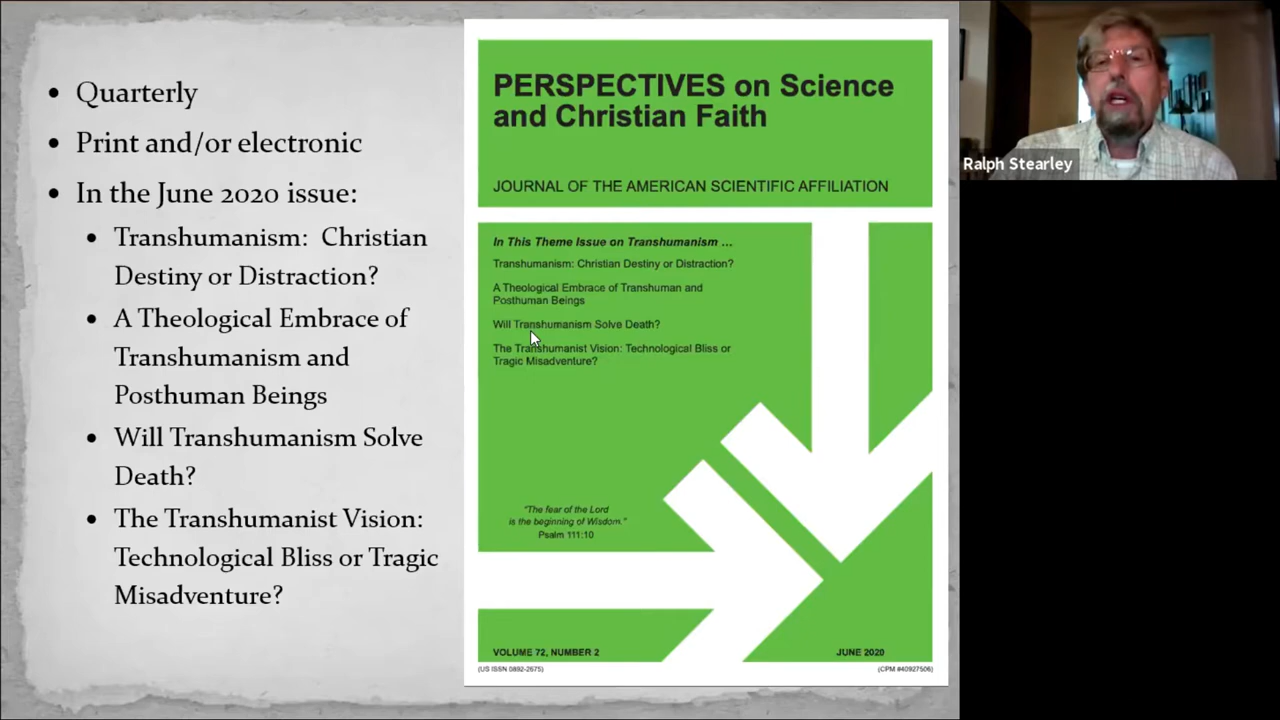 Quarterly
Print and/or electronic
In the June 2020 issue:
Transhumanism: Christian
Destiny or Distraction?
A Theological Embrace of
Transhumanism and
Posthuman Beings
Will Transhumanism Solve
Death?
The Transhumanist Vision:
Technological Bliss or Tragic
Misadventure?
PERSPECTIVES on Science
and Christian Faith
JOURNAL OF THE AMERICAN SCIENTIFIC AFFILIATION
In This Theme Issue on Transhumanism ...
Transhumanism: Christian Destiny or Distraction?
A Theological Embrace of Transhuman and
Posthuman Beings
Will Transhumanism Solve Death?
The Transhumanist Vision: Technological Bliss or
Tragic Misadventure?
"The fear of the Lord
is the beginning of Wisdom."
Psalm 111:10
VOLUME 72, NUMBER 2
JUNE 2020
(US ISSN 0892-2675)
(CPM #40927506)
Ralph Stearley